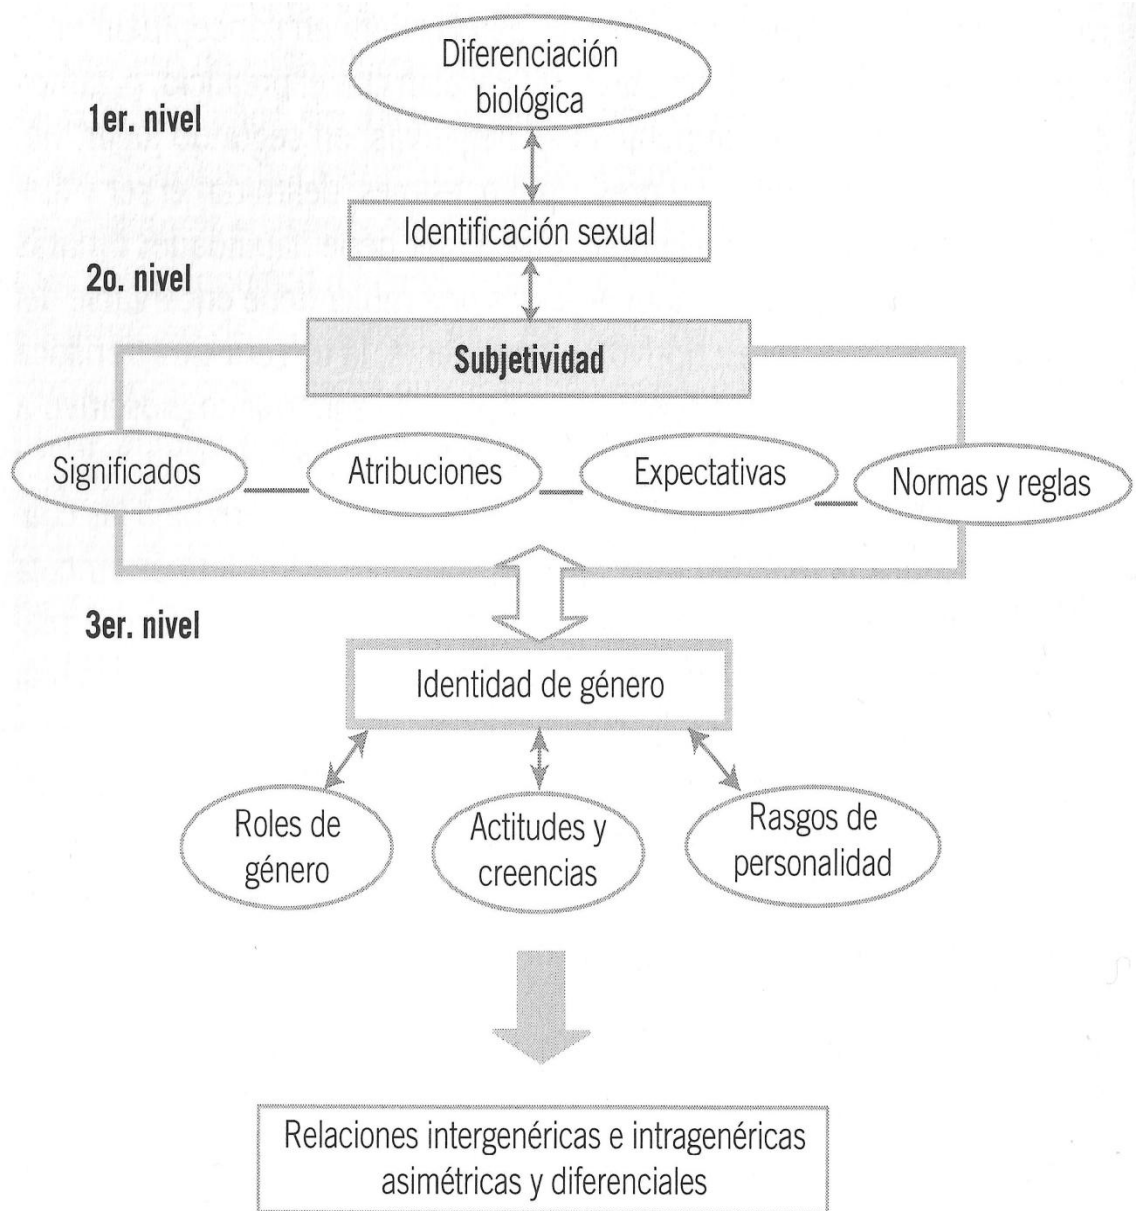 Diferenciación
biológica
1er. nivel
Identificación sexual
2o. nivel
Subjetividad
Significados
Atribuciones
Expectativas
Normas y reglas
3er. nivel
Identidad de género
Roles de
género
Actitudes y
creencias
Rasgos de
personalidad
Relaciones intergenéricas e intragenéricas
asimétricas y diferenciales